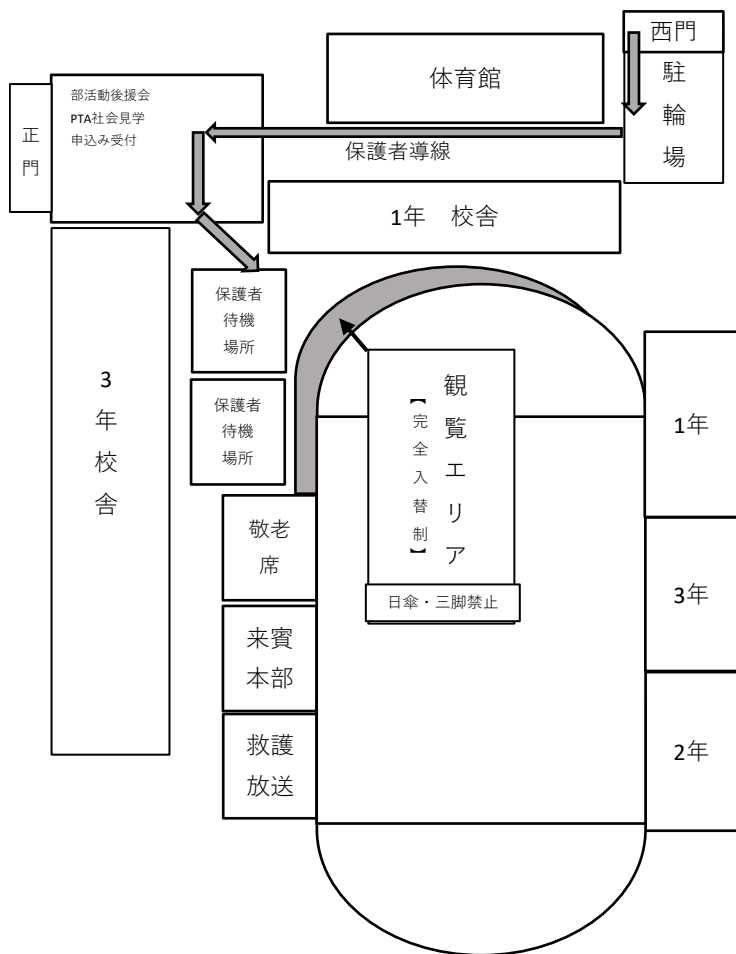 西門
体育館
駐輪場
部活動後援会
PTA社会見学
申込み受付
正門
保護者導線
1年　校舎
保護者
待機
場所
3年校舎
観覧エリア
【完全入替制】
1年
保護者
待機
場所
敬老
席
日傘・三脚禁止
3年
来賓
本部
救護
放送
2年